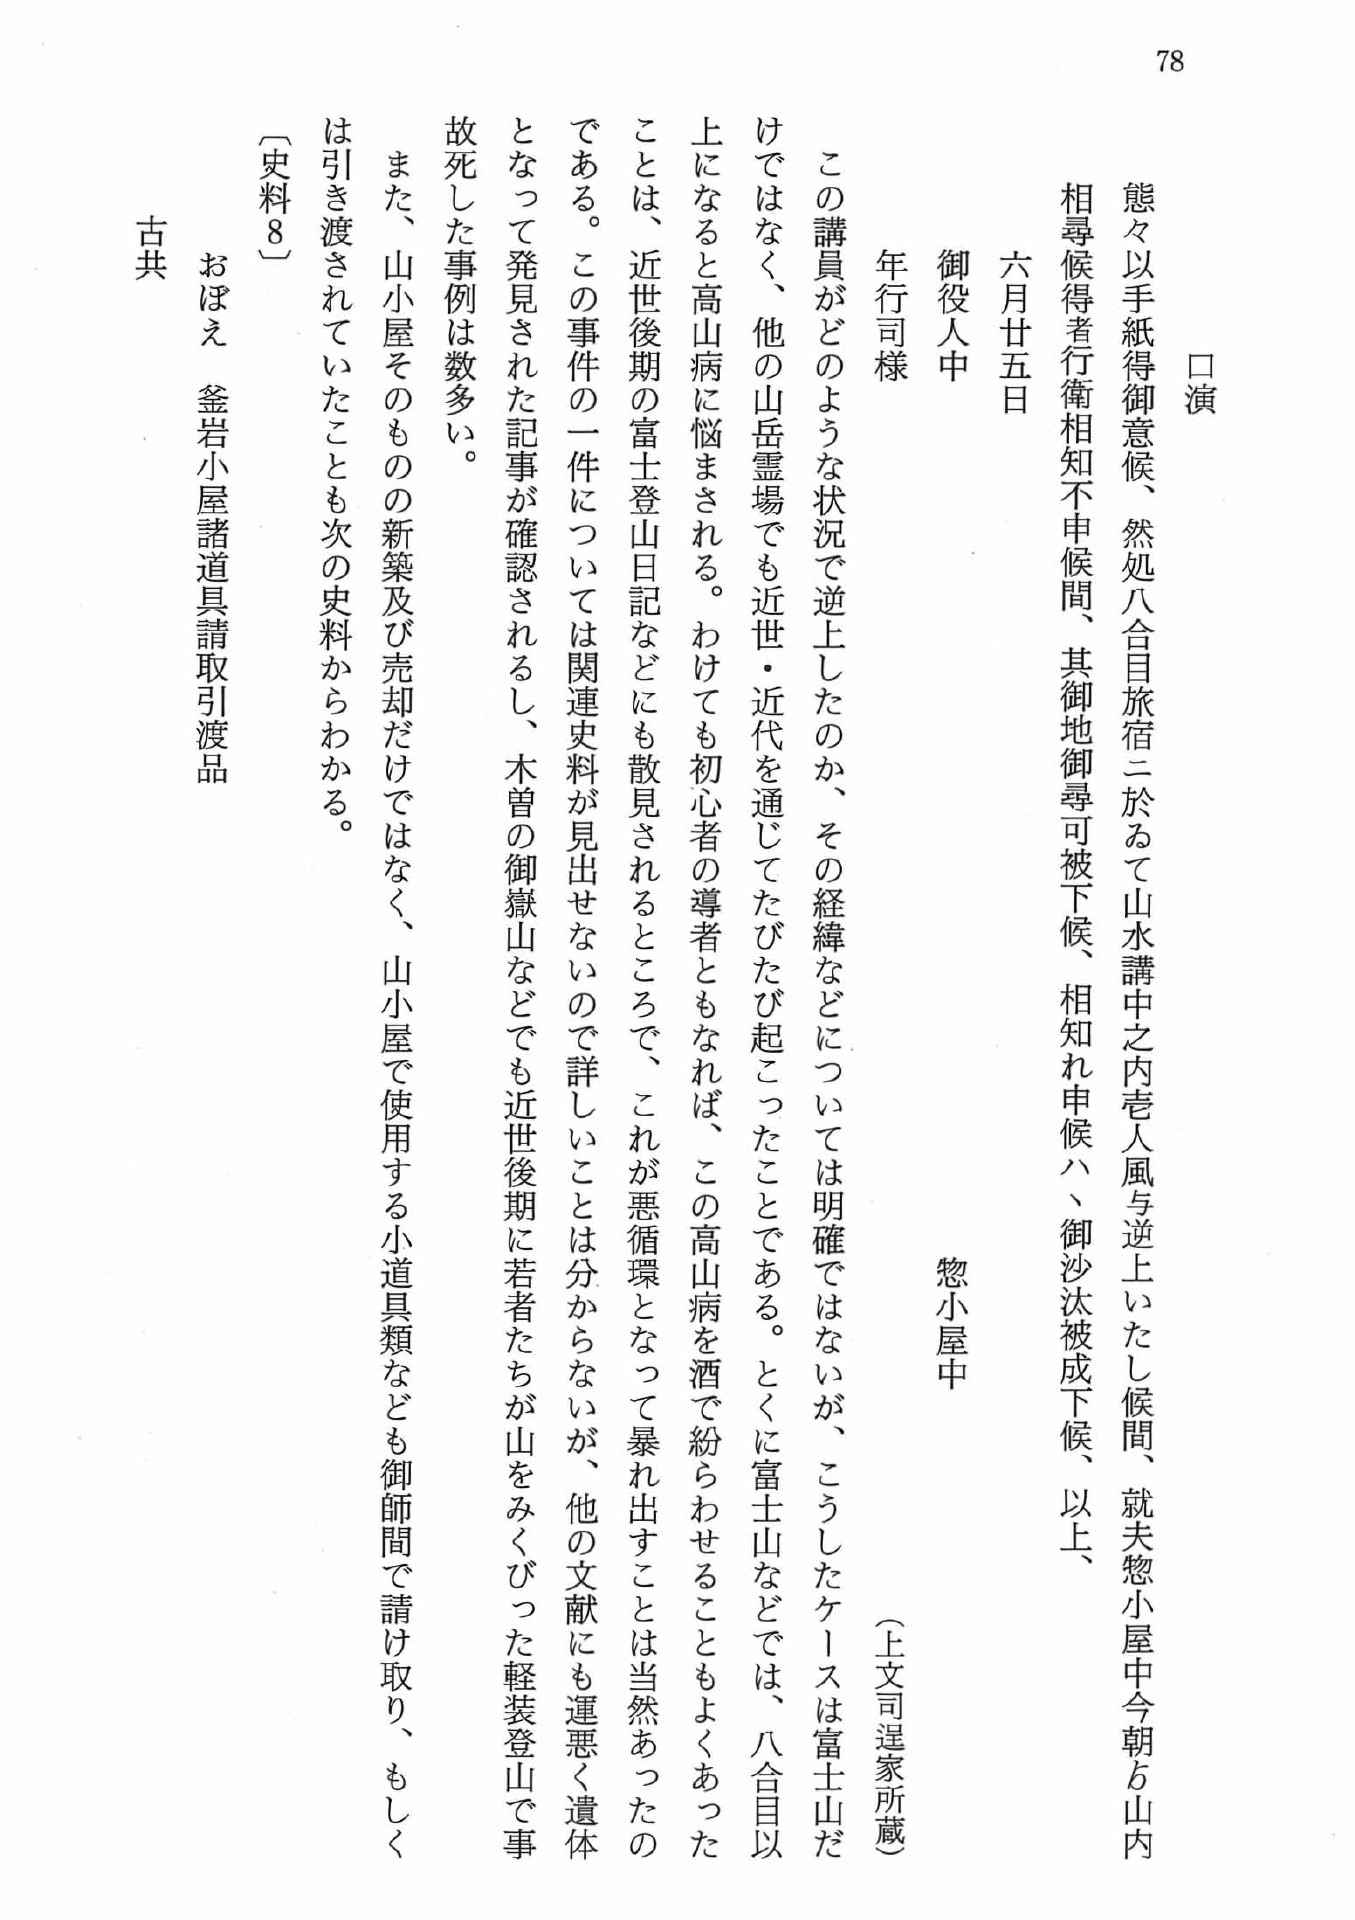 78
口演
態々以手紙得御意候、然処八合目旅宿ニ於ゐて山水講中之内壱人風与逆上いたし候間、就夫惣小屋中今朝ゟ山内
相尋候得者行衛相知不申候間、其御地御尋可被下候、相知れ申候ハヽ御沙汰被成下候、以上、
六月廿五日
惣小屋中
御役人中
年行司様
（上文司逞家所蔵）
この講員がどのような状況で逆上したのか、その経緯などについては明確ではないが、こうしたケースは富士山だ
けではなく、他の山岳霊場でも近世・近代を通じてたびたび起こったことである。とくに富士山などでは、八合目以
上になると高山病に悩まされる。わけても初心者の導者ともなれば、この高山病を酒で紛らわせることもよくあった
ことは、近世後期の富士登山日記などにも散見されるところで、これが悪循環となって暴れ出すことは当然あったの
である。この事件の一件については関連史料が見出せないので詳しいことは分からないが、他の文献にも運悪く遺体
となって発見された記事が確認されるし、木曽の御嶽山などでも近世後期に若者たちが山をみくびった軽装登山で事
故死した事例は数多い。
また、山小屋そのものの新築及び売却だけではなく、山小屋で使用する小道具類なども御師間で請け取り、もしく
は引き渡されていたことも次の史料からわかる。
〔史料8〕
おぼえ　釜岩小屋諸道具請取引渡品
古共